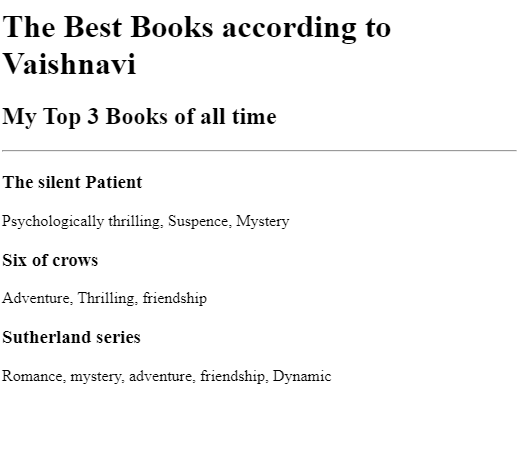 The Best Books according to
Vaishnavi
My Top 3 Books of all time
The silent Patient
Psychologically thrilling, Suspence, Mystery
Six of crows
Adventure, Thrilling, friendship
Sutherland series
Romance, mystery, adventure, friendship, Dynamic